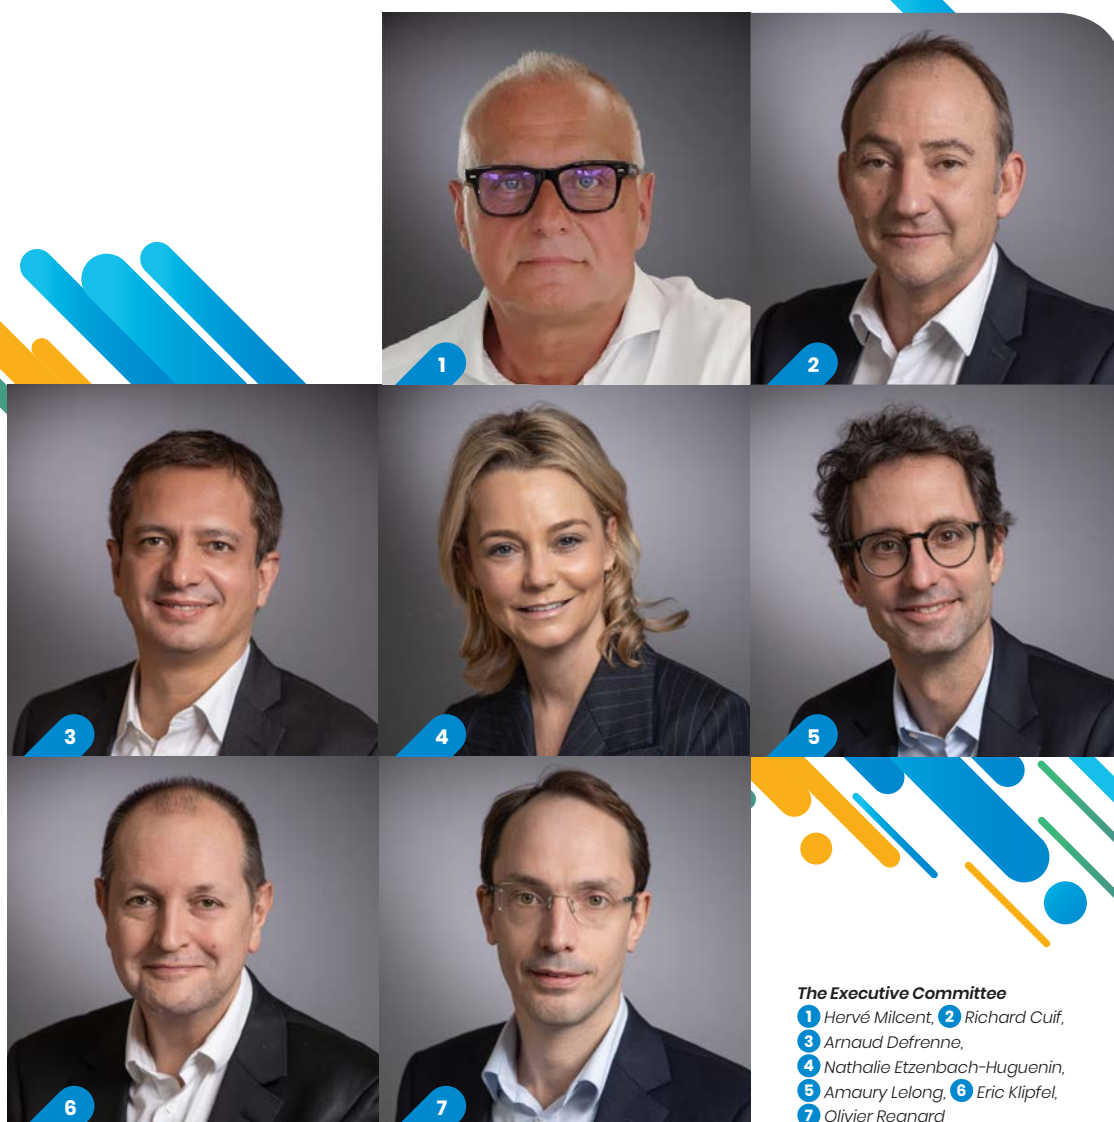 1
2
3
4
5
6
7
The Executive Committee
1 Hervé Milcent, 2 Richard Cuif,
3 Arnaud Defrenne,
4 Nathalie Etzenbach-Huguenin,
5 Amaury Lelong, 6 Eric Klipfel,
7 Olivier Regnard